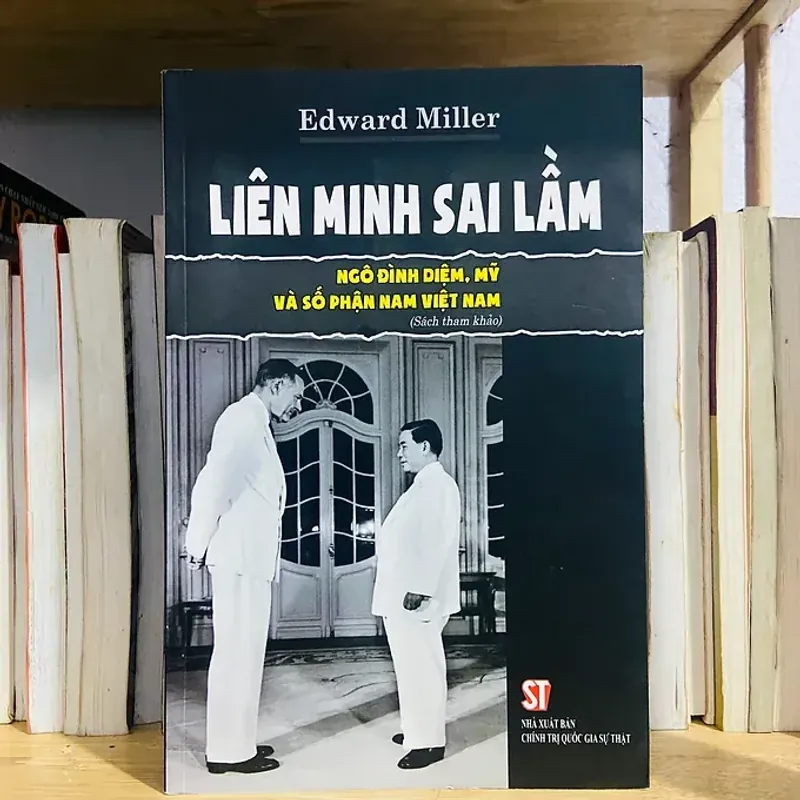 Edward Miller
LIÊN MINH SAI LẦM
NGÔ ĐÌNH DIỆM, MỸ
VÀ SỐ PHẬN NAM VIỆT NAM
(Sách tham khảo)
ST
NHÀ XUẤT BẢN
CHÍNH TRỊ QUỐC GIA SỰ THẬT